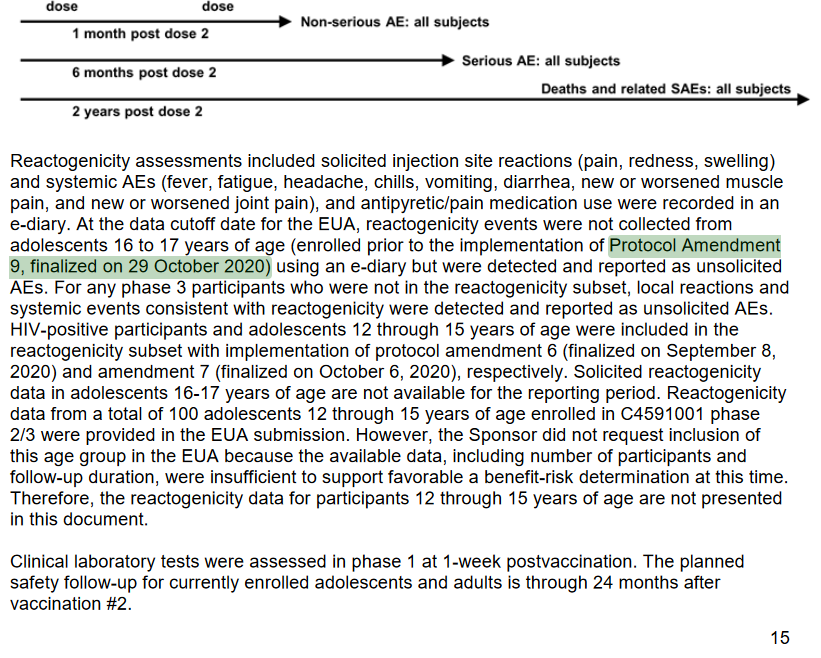 dose dose
Non-serious AE: all subjects
1 month post dose 2
Serious AE: all subjects
6 months post dose 2
Deaths and related SAEs: all subjects
2 years post dose 2
Reactogenicity assessments included solicited injection site reactions (pain, redness, swelling)
and systemic AEs (fever, fatigue, headache, chills, vomiting, diarrhea, new or worsened muscle
pain, and new or worsened joint pain), and antipyretic/pain medication use were recorded in an
e-diary. At the data cutoff date for the EUA, reactogenicity events were not collected from
adolescents 16 to 17 years of age (enrolled prior to the implementation of Protocol Amendment
9, finalized on 29 October 2020) using an e-diary but were detected and reported as unsolicited
AEs. For any phase 3 participants who were not in the reactogenicity subset, local reactions and
systemic events consistent with reactogenicity were detected and reported as unsolicited AEs.
HIV-positive participants and adolescents 12 through 15 years of age were included in the
reactogenicity subset with implementation of protocol amendment 6 (finalized on September 8,
2020) and amendment 7 (finalized on October 6, 2020), respectively. Solicited reactogenicity
data in adolescents 16-17 years of age are not available for the reporting period. Reactogenicity
data from a total of 100 adolescents 12 through 15 years of age enrolled in C4591001 phase
2/3 were provided in the EUA submission. However, the Sponsor did not request inclusion of
this age group in the EUA because the available data, including number of participants and
follow-up duration, were insufficient to support favorable a benefit-risk determination at this time.
Therefore, the reactogenicity data for participants 12 through 15 years of age are not presented
in this document.
Clinical laboratory tests were assessed in phase 1 at 1-week postvaccination. The planned
safety follow-up for currently enrolled adolescents and adults is through 24 months after
vaccination #2.
15